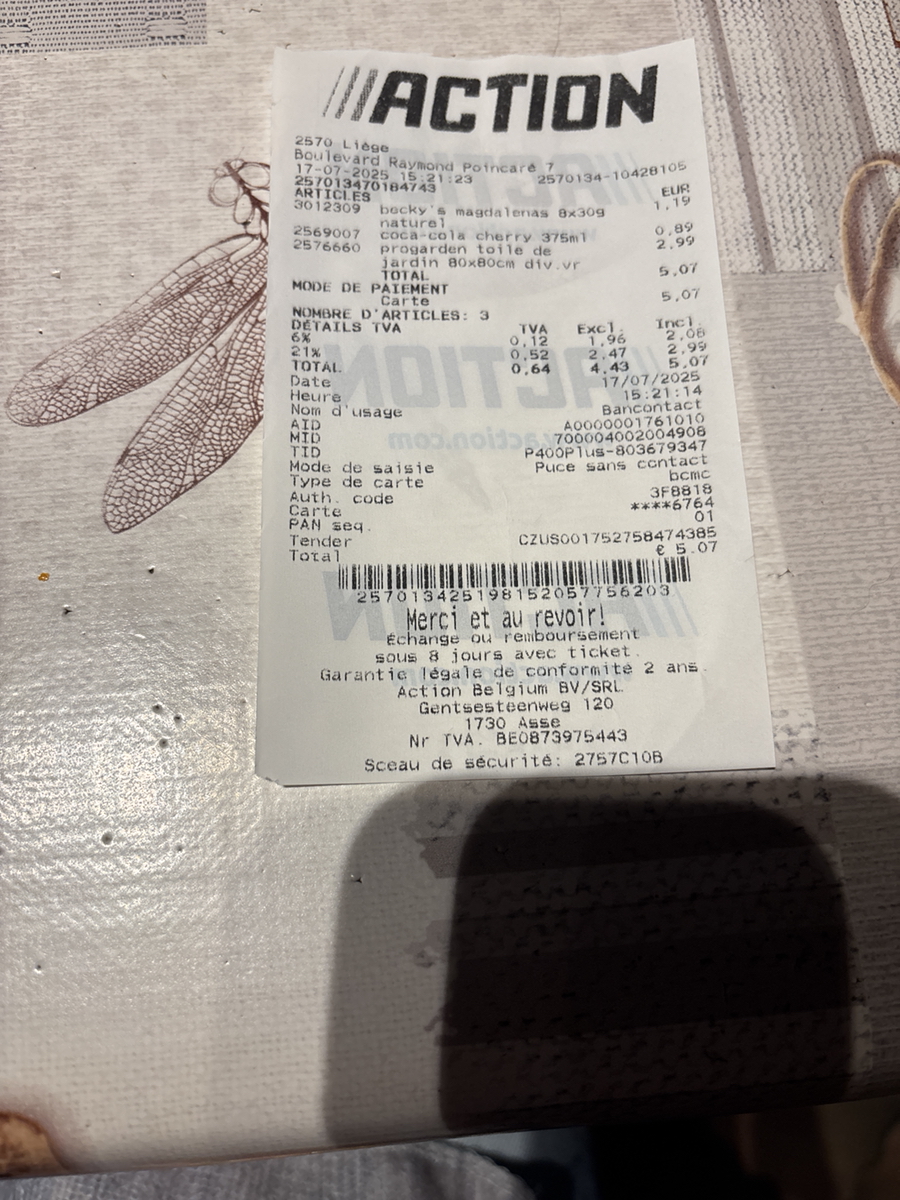 ///ACTION
2570 Liège
Boulevard Raymond Poincaré 7
17-07-2025 15:21:23 2570134-10428105
257013470184743
ARTICLES EUR
3012309 becky's magdalenas 8x30g 1,19
naturel
2569007 coca-cola cherry 375ml 0,89
2576660 progarden toile de 2,99
jardin 80x80cm div.vr
TOTAL 5,07
MODE DE PAIEMENT
Carte 5,07
NOMBRE D'ARTICLES: 3
DÉTAILS TVA TVA Excl. Incl.
6% 0,12 1,96 2,08
21% 0,52 2,47 2,99
TOTAL 0,64 4,43 5,07
Date 17/07/2025
Heure 15:21:14
Nom d'usage Bancontact
AID A0000001761010
MID 700004002004908
TID P400Plus-803679347
Mode de saisie Puce sans contact
Type de carte bcmc
Auth. code 3F8818
Carte ****6764
PAN seq. 01
Tender CZUS001752758474385
Total € 5.07
257013425198152057756203
Merci et au revoir!
Échange ou remboursement
sous 8 jours avec ticket.
Garantie légale de conformité 2 ans.
Action Belgium BV/SRL
Gentsesteenweg 120
1730 Asse
Nr TVA. BE0873975443
Sceau de sécurité: 2757C10B